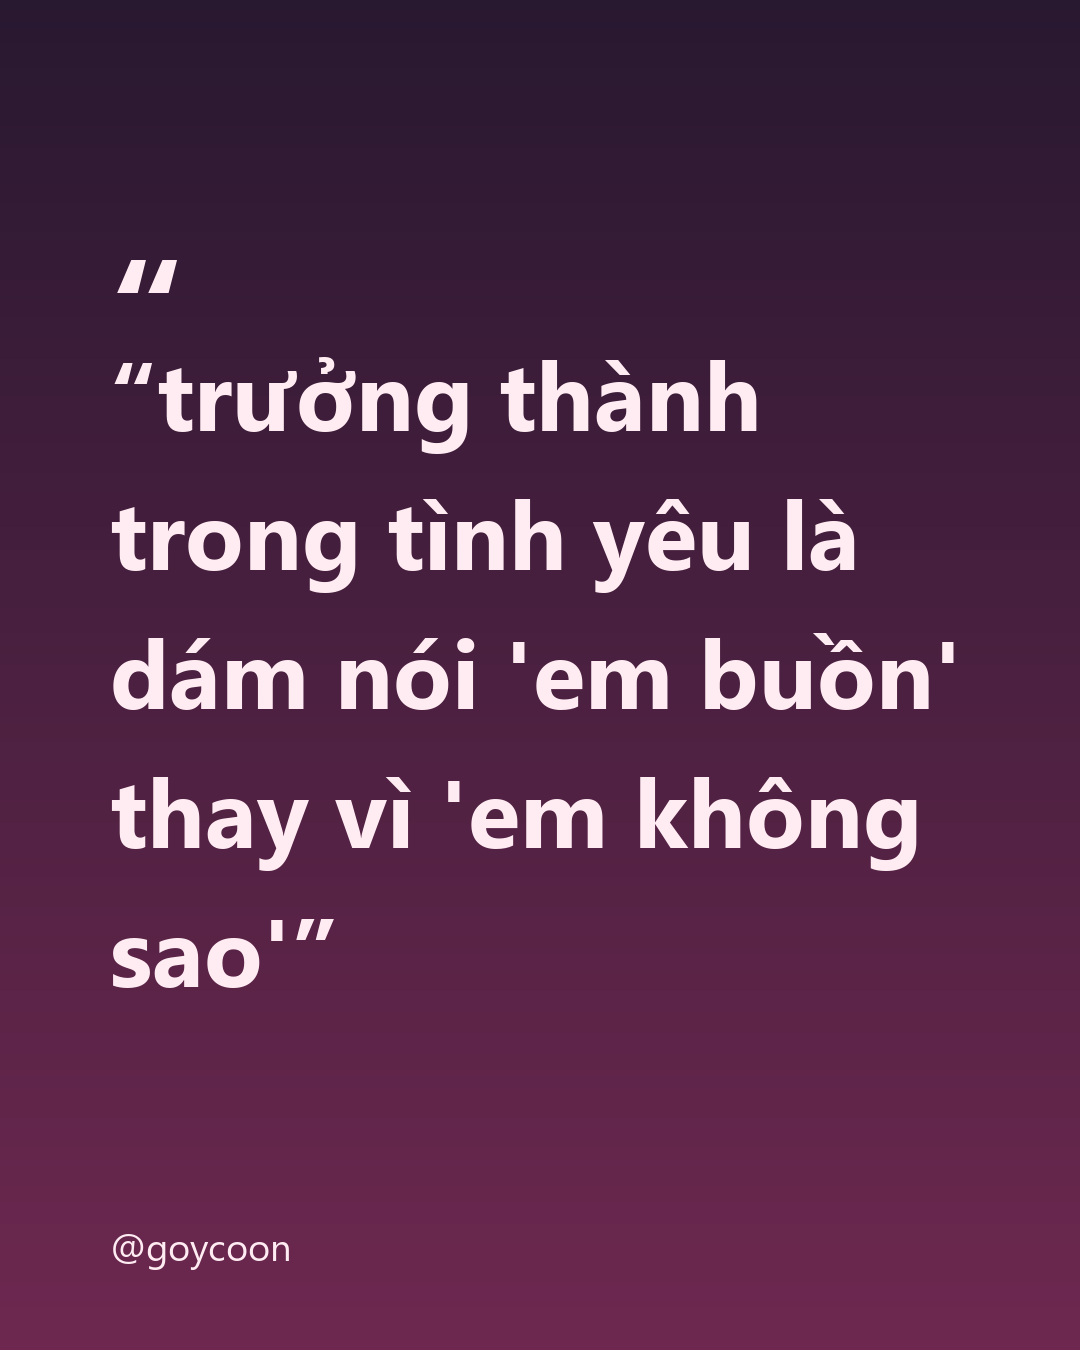 “
“trưởng thành
trong tình yêu là
dám nói 'em buồn'
thay vì 'em không
sao'”
@goycoon